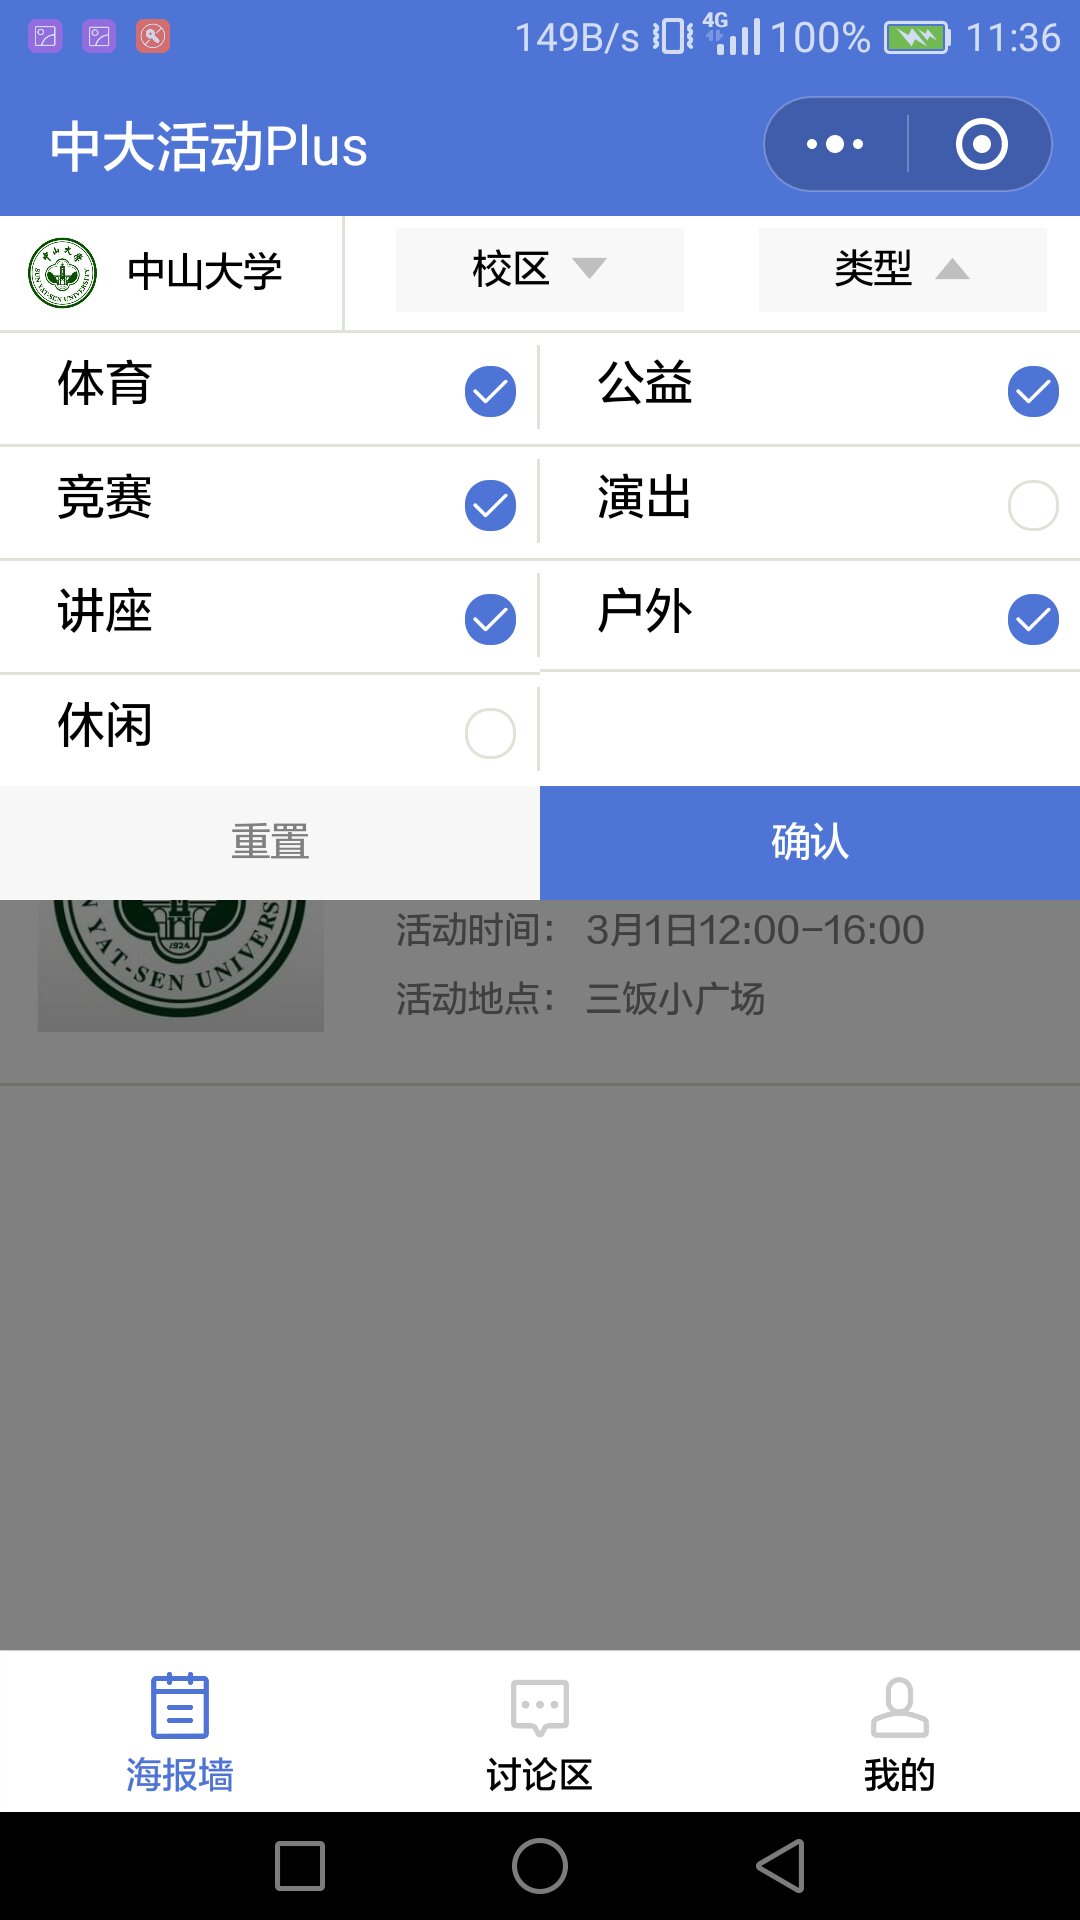 149B/s 4G 100% 11:36
中大活动Plus
中山大学 校区 类型
体育 公益
竞赛 演出
讲座 户外
休闲
重置 确认
1924
N YAT-SEN UNIVERS
活动时间： 3月1日12:00-16:00
活动地点： 三饭小广场
海报墙 讨论区 我的